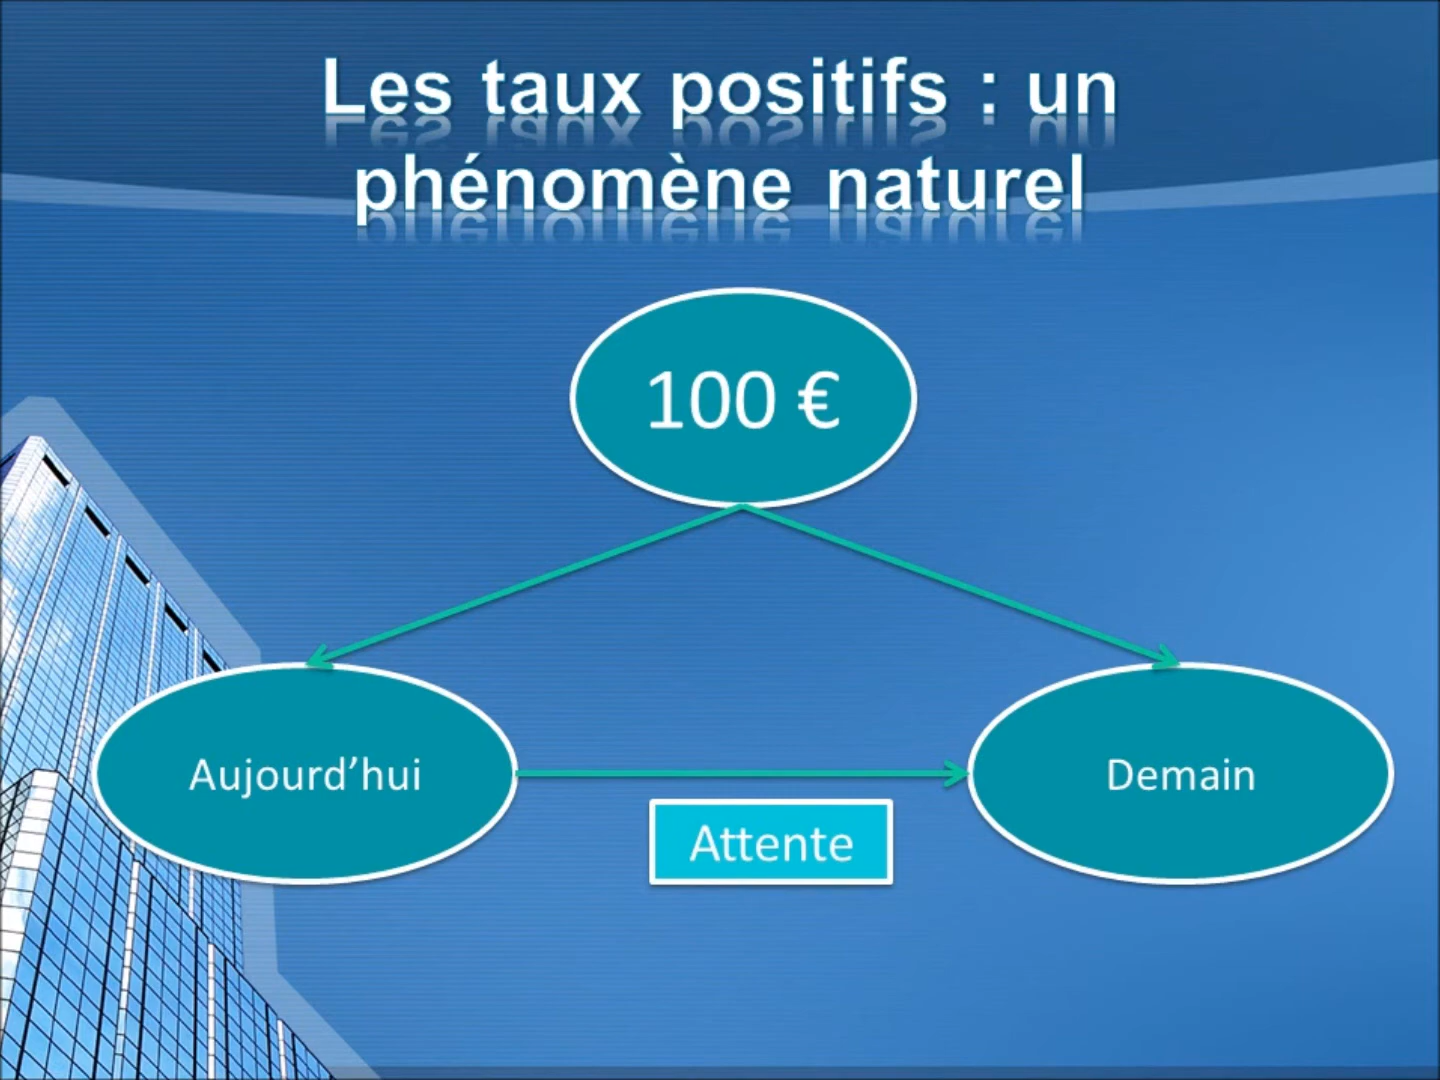 Les taux positifs : un
phénomène naturel
100 €
Aujourd’hui
Demain
Attente